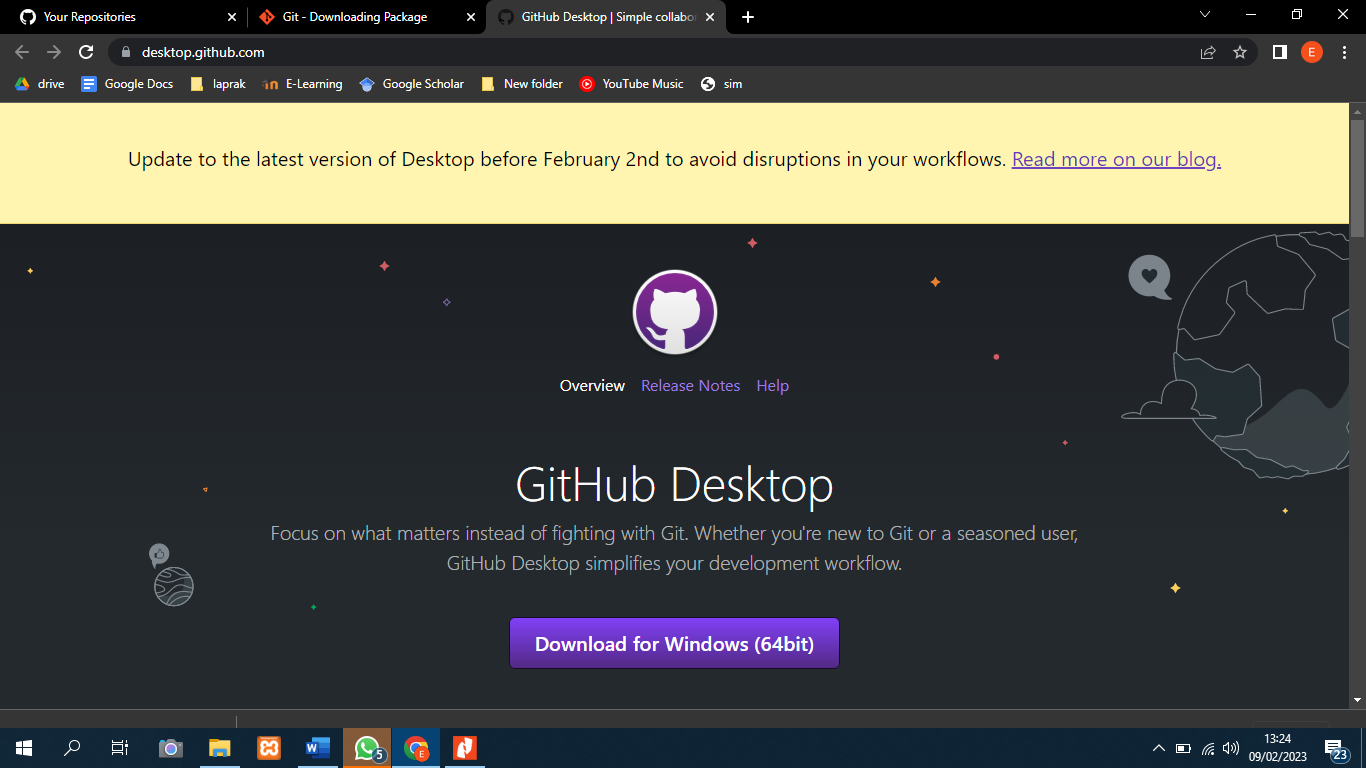 Your Repositories
Git - Downloading Package
GitHub Desktop | Simple collabo
desktop.github.com
E
drive
Google Docs
laprak
E-Learning
Google Scholar
New folder
YouTube Music
sim
Update to the latest version of Desktop before February 2nd to avoid disruptions in your workflows. Read more on our blog.
Overview
Release Notes
Help
GitHub Desktop
Focus on what matters instead of fighting with Git. Whether you're new to Git or a seasoned user,
GitHub Desktop simplifies your development workflow.
Download for Windows (64bit)
W
5
E
13:24
09/02/2023
23